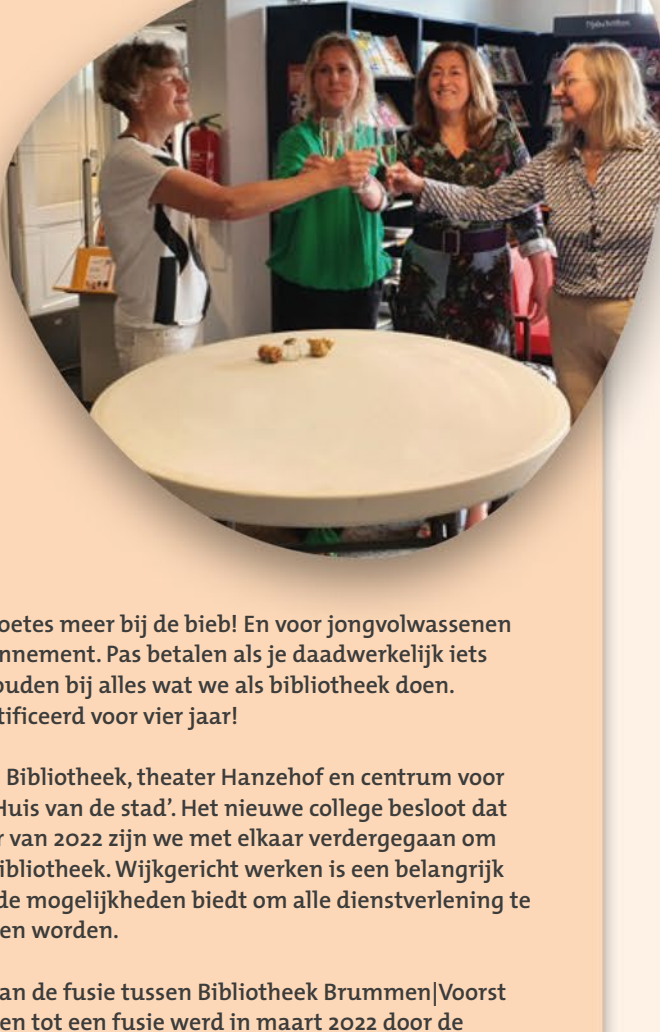 Tijdschriften
oetes meer bij de bieb! En voor jongvolwassenen
nnement. Pas betalen als je daadwerkelijk iets
ouden bij alles wat we als bibliotheek doen.
tificeerd voor vier jaar!
Bibliotheek, theater Hanzehof en centrum voor
Huis van de stad’. Het nieuwe college besloot dat
r van 2022 zijn we met elkaar verdergegaan om
ibliotheek. Wijkgericht werken is een belangrijk
de mogelijkheden biedt om alle dienstverlening te
en worden.
an de fusie tussen Bibliotheek Brummen|Voorst
en tot een fusie werd in maart 2022 door de